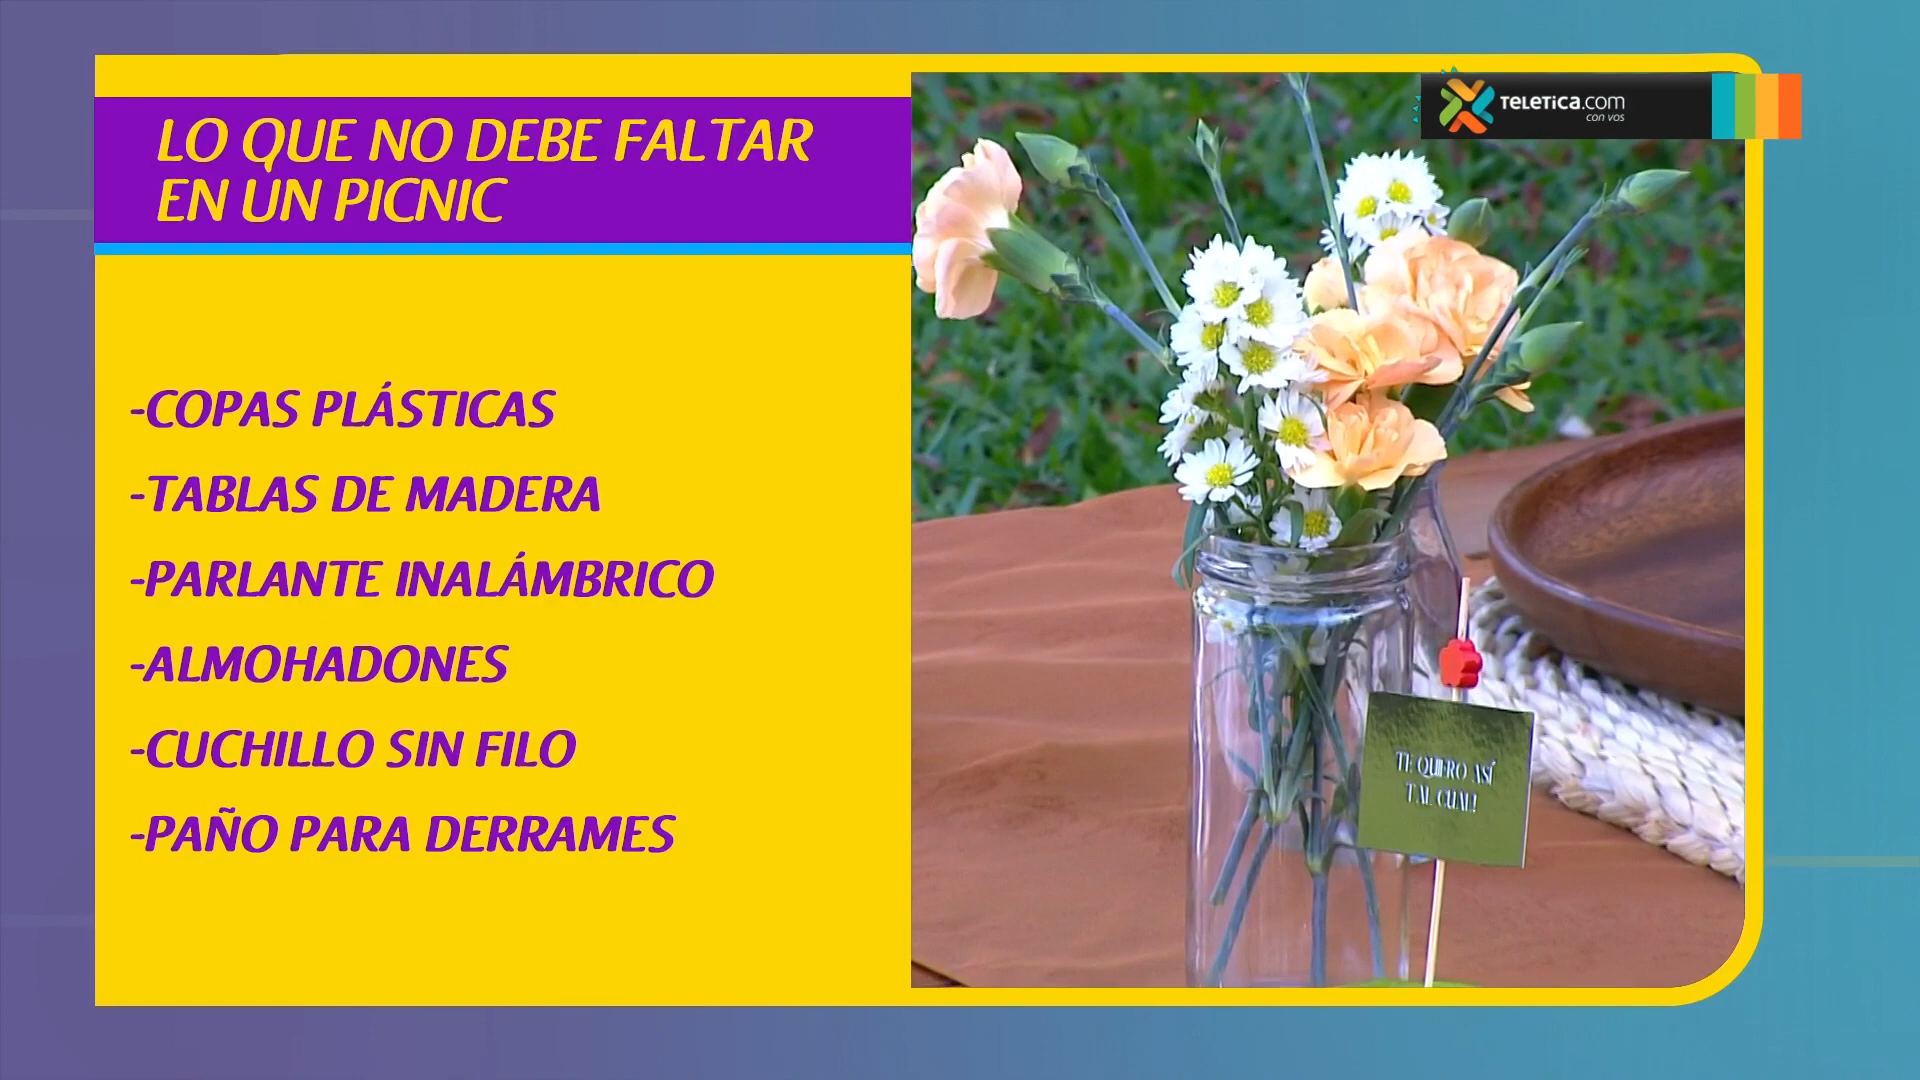 LO QUE NO DEBE FALTAR
EN UN PICNIC
-COPAS PLÁSTICAS
-TABLAS DE MADERA
-PARLANTE INALÁMBRICO
-ALMOHADONES
-CUCHILLO SIN FILO
-PAÑO PARA DERRAMES
TELETICA.COM
con vos
TE QUIERO ASÍ
TAL CUAL!